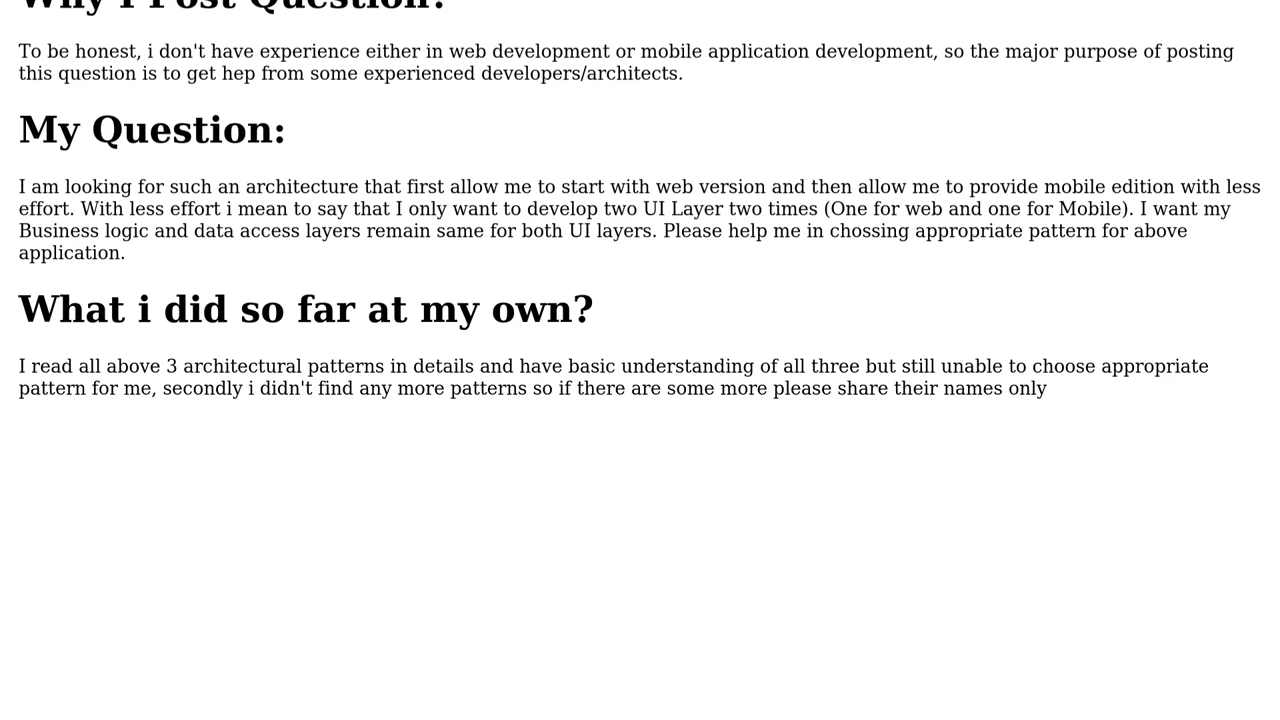 Why I Post Question?
To be honest, i don't have experience either in web development or mobile application development, so the major purpose of posting
this question is to get hep from some experienced developers/architects.
My Question:
I am looking for such an architecture that first allow me to start with web version and then allow me to provide mobile edition with less
effort. With less effort i mean to say that I only want to develop two UI Layer two times (One for web and one for Mobile). I want my
Business logic and data access layers remain same for both UI layers. Please help me in chossing appropriate pattern for above
application.
What i did so far at my own?
I read all above 3 architectural patterns in details and have basic understanding of all three but still unable to choose appropriate
pattern for me, secondly i didn't find any more patterns so if there are some more please share their names only